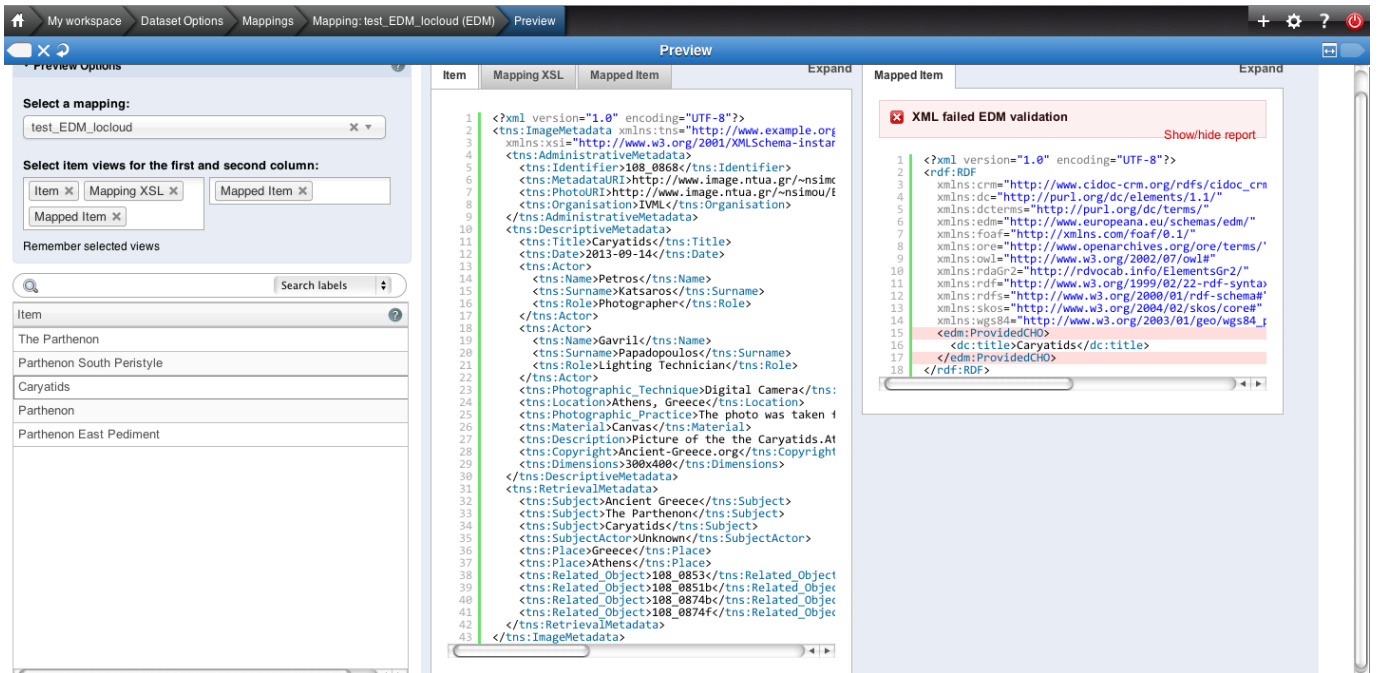 My workspace Dataset Options Mappings Mapping: test_EDM_locloud (EDM) Preview + ?
Preview
Preview Options ?
Select a mapping:
test_EDM_locloud
Select item views for the first and second column:
Item Mapping XSL Mapped Item
Mapped Item
Remember selected views
Search labels
Item ?
The Parthenon
Parthenon South Peristyle
Caryatids
Parthenon
Parthenon East Pediment
Item Mapping XSL Mapped Item Expand
1 <?xml version="1.0" encoding="UTF-8"?>
2 <tns:ImageMetadata xmlns:tns="http://www.example.org
3 xmlns:xsi="http://www.w3.org/2001/XMLSchema-instan
4 <tns:AdministrativeMetadata>
5 <tns:Identifier>108_0868</tns:Identifier>
6 <tns:MetadataURI>http://www.image.ntua.gr/~nsimo
7 <tns:PhotoURI>http://www.image.ntua.gr/~nsimou/E
8 <tns:Organisation>IVML</tns:Organisation>
9 </tns:AdministrativeMetadata>
10 <tns:DescriptiveMetadata>
11 <tns:Title>Caryatids</tns:Title>
12 <tns:Date>2013-09-14</tns:Date>
13 <tns:Actor>
14 <tns:Name>Petros</tns:Name>
15 <tns:Surname>Katsaros</tns:Surname>
16 <tns:Role>Photographer</tns:Role>
17 </tns:Actor>
18 <tns:Actor>
19 <tns:Name>Gavril</tns:Name>
20 <tns:Surname>Papadopoulos</tns:Surname>
21 <tns:Role>Lighting Technician</tns:Role>
22 </tns:Actor>
23 <tns:Photographic_Technique>Digital Camera</tns:
24 <tns:Location>Athens, Greece</tns:Location>
25 <tns:Photographic_Practice>The photo was taken f
26 <tns:Material>Canvas</tns:Material>
27 <tns:Description>Picture of the the Caryatids.At
28 <tns:Copyright>Ancient-Greece.org</tns:Copyright
29 <tns:Dimensions>300x400</tns:Dimensions>
30 </tns:DescriptiveMetadata>
31 <tns:RetrievalMetadata>
32 <tns:Subject>Ancient Greece</tns:Subject>
33 <tns:Subject>The Parthenon</tns:Subject>
34 <tns:Subject>Caryatids</tns:Subject>
35 <tns:SubjectActor>Unknown</tns:SubjectActor>
36 <tns:Place>Greece</tns:Place>
37 <tns:Place>Athens</tns:Place>
38 <tns:Related_Object>108_0853</tns:Related_Object
39 <tns:Related_Object>108_0851b</tns:Related_Objec
40 <tns:Related_Object>108_0874b</tns:Related_Objec
41 <tns:Related_Object>108_0874f</tns:Related_Objec
42 </tns:RetrievalMetadata>
43 </tns:ImageMetadata>
Mapped Item Expand
XML failed EDM validation
Show/hide report
1 <?xml version="1.0" encoding="UTF-8"?>
2 <rdf:RDF
3 xmlns:crm="http://www.cidoc-crm.org/rdfs/cidoc_crm
4 xmlns:dc="http://purl.org/dc/elements/1.1/"
5 xmlns:dcterms="http://purl.org/dc/terms/"
6 xmlns:edm="http://www.europeana.eu/schemas/edm/"
7 xmlns:foaf="http://xmlns.com/foaf/0.1/"
8 xmlns:ore="http://www.openarchives.org/ore/terms/"
9 xmlns:owl="http://www.w3.org/2002/07/owl#"
10 xmlns:rdaGr2="http://rdvocab.info/ElementsGr2/"
11 xmlns:rdf="http://www.w3.org/1999/02/22-rdf-syntax
12 xmlns:rdfs="http://www.w3.org/2000/01/rdf-schema#"
13 xmlns:skos="http://www.w3.org/2004/02/skos/core#"
14 xmlns:wgs84="http://www.w3.org/2003/01/geo/wgs84_p
15 <edm:ProvidedCHO>
16 <dc:title>Caryatids</dc:title>
17 </edm:ProvidedCHO>
18 </rdf:RDF>